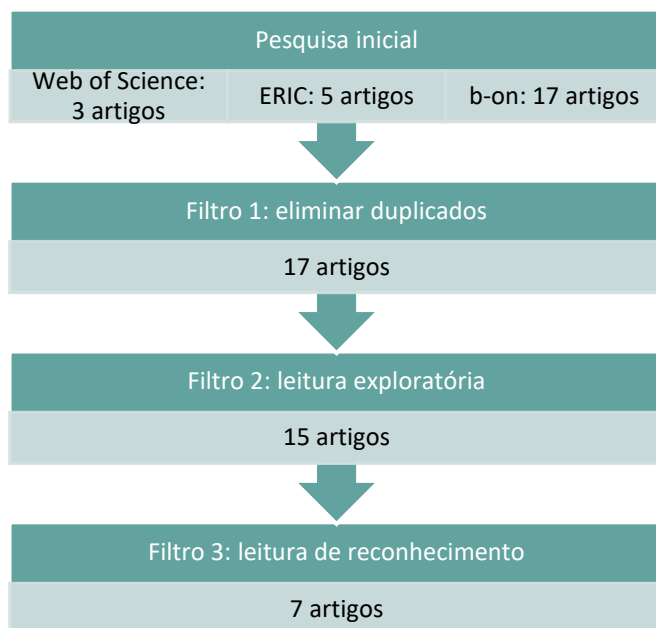 Pesquisa inicial
Web of Science:
3 artigos
ERIC: 5 artigos
b-on: 17 artigos
Filtro 1: eliminar duplicados
17 artigos
Filtro 2: leitura exploratória
15 artigos
Filtro 3: leitura de reconhecimento
7 artigos